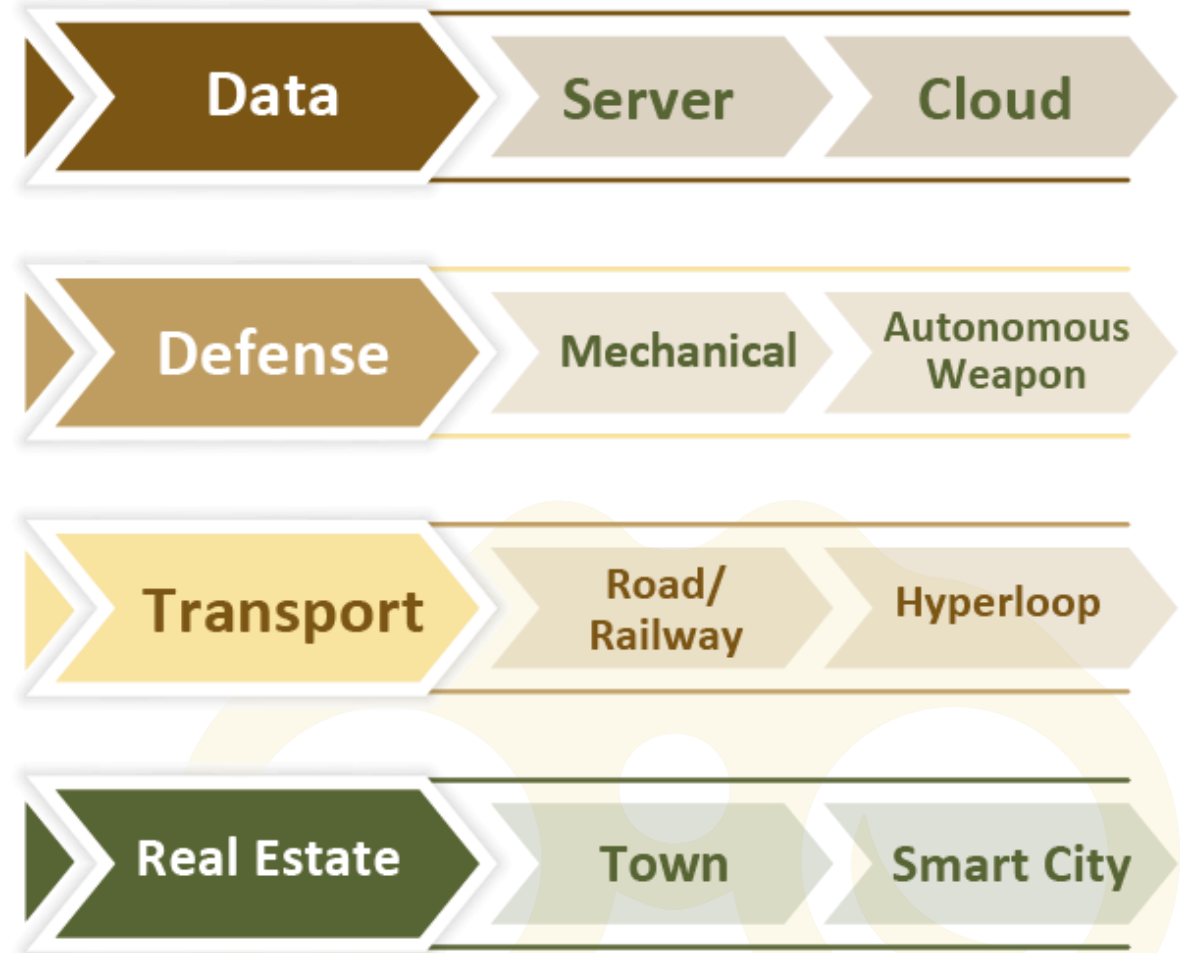 Data
Server
Cloud
Defense
Mechanical
Autonomous
Weapon
Transport
Road/
Railway
Hyperloop
Real Estate
Town
Smart City